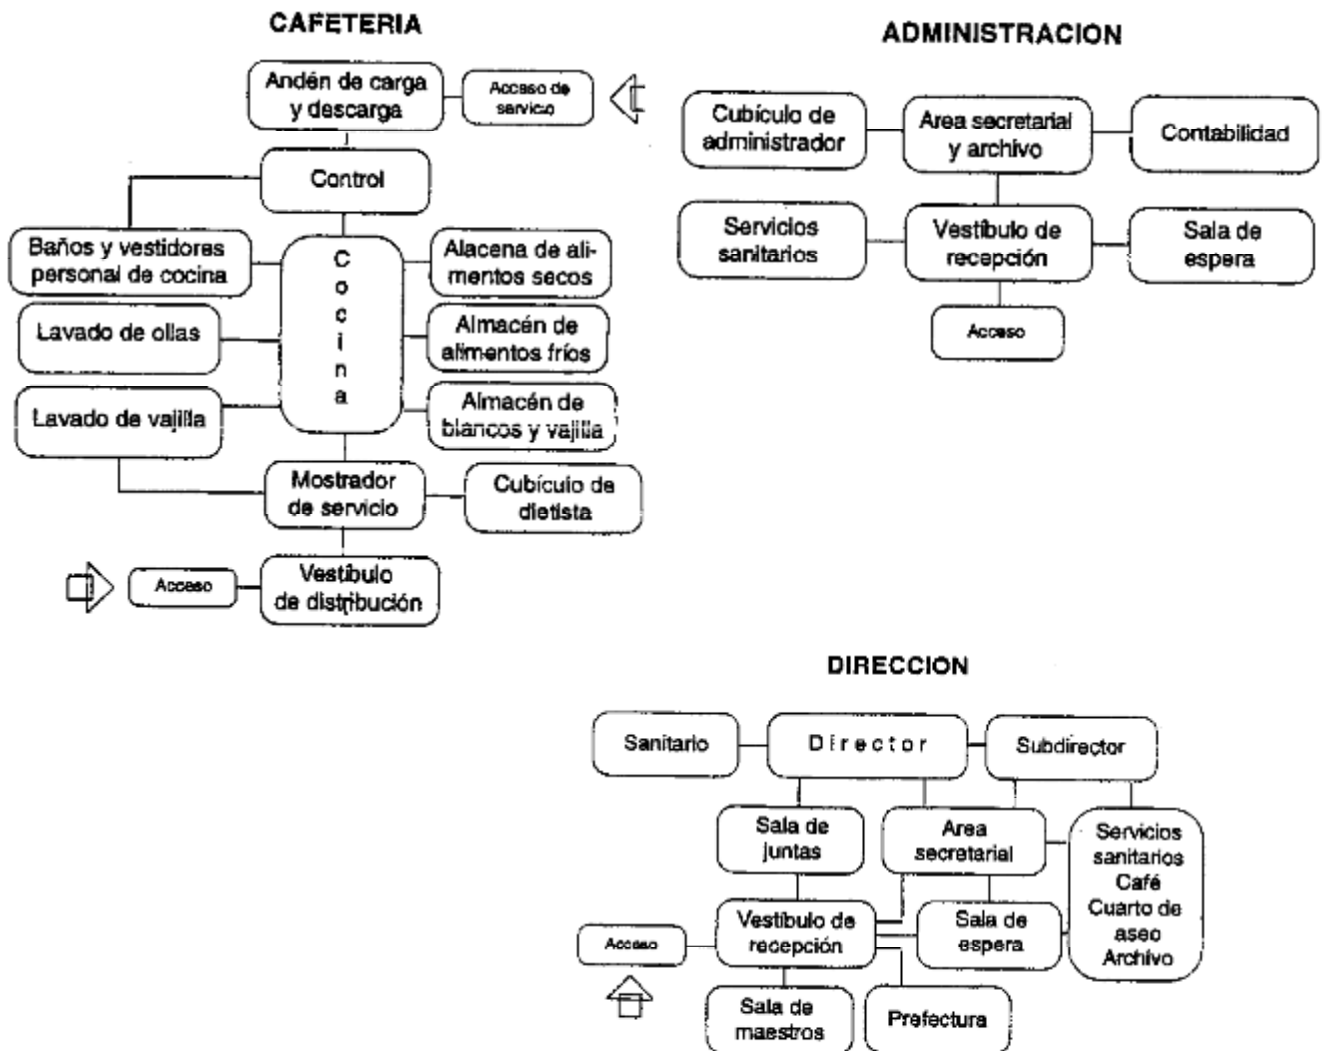 CAFETERIA
Andén de carga
y descarga
Acceso de
servicio
Control
Baños y vestidores
personal de cocina
Cocina
Alacena de ali-
mentos secos
Lavado de ollas
Almacén de
alimentos fríos
Lavado de vajilla
Almacén de
blancos y vajilla
Mostrador
de servicio
Cubículo de
dietista
Acceso
Vestíbulo
de distribución
ADMINISTRACION
Cubículo de
administrador
Area secretarial
y archivo
Contabilidad
Servicios
sanitarios
Vestíbulo de
recepción
Sala de
espera
Acceso
DIRECCION
Sanitario
Director
Subdirector
Sala de
juntas
Area
secretarial
Servicios
sanitarios
Café
Cuarto de
aseo
Archivo
Acceso
Vestíbulo de
recepción
Sala de
espera
Sala de
maestros
Prefectura